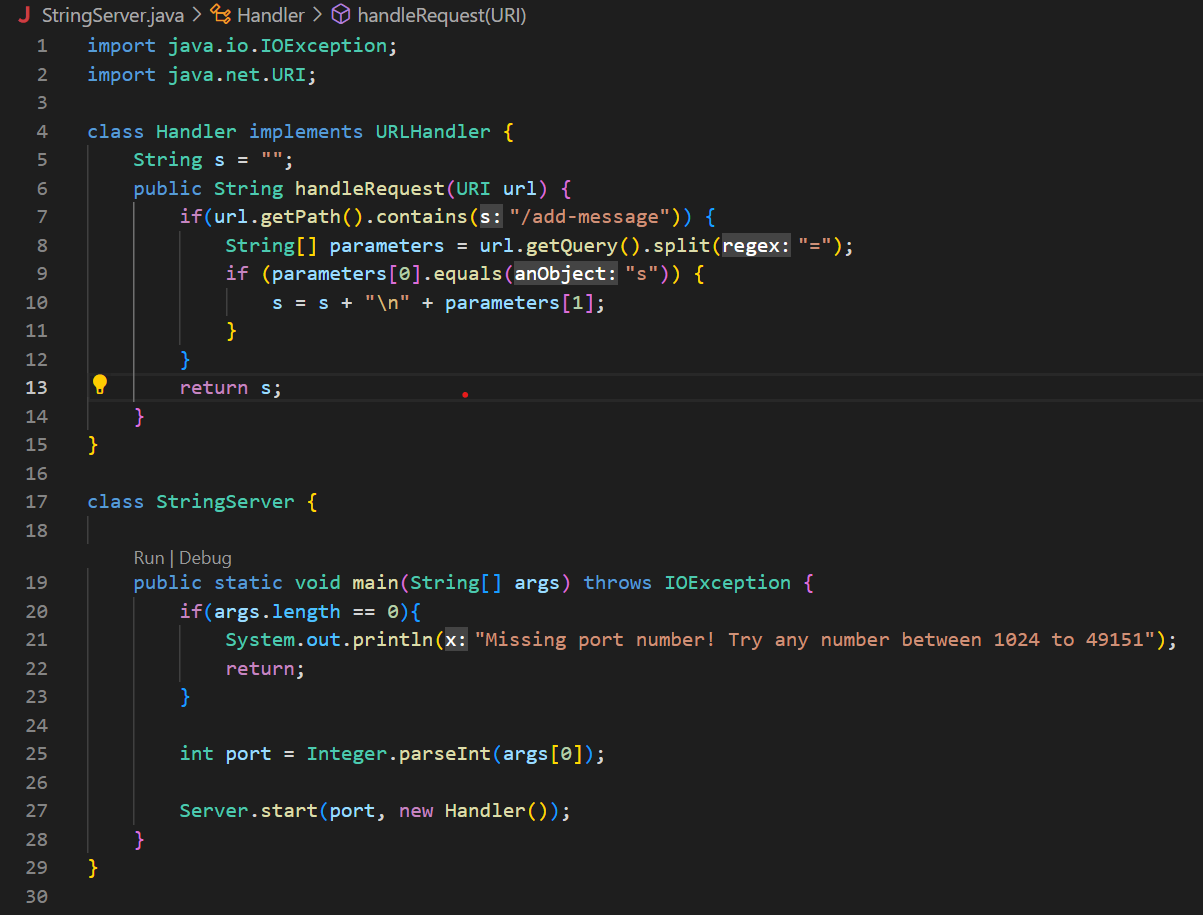 StringServer.java > Handler > handleRequest(URI)
1 import java.io.IOException;
2 import java.net.URI;
3
4 class Handler implements URLHandler {
5     String s = "";
6     public String handleRequest(URI url) {
7         if(url.getPath().contains(s: "/add-message")) {
8             String[] parameters = url.getQuery().split(regex: "=");
9             if (parameters[0].equals(anObject: "s")) {
10                 s = s + "\n" + parameters[1];
11             }
12         }
13         return s;
14     }
15 }
16
17 class StringServer {
18
Run | Debug
19     public static void main(String[] args) throws IOException {
20         if(args.length == 0){
21             System.out.println(x: "Missing port number! Try any number between 1024 to 49151");
22             return;
23         }
24
25         int port = Integer.parseInt(args[0]);
26
27         Server.start(port, new Handler());
28     }
29 }
30